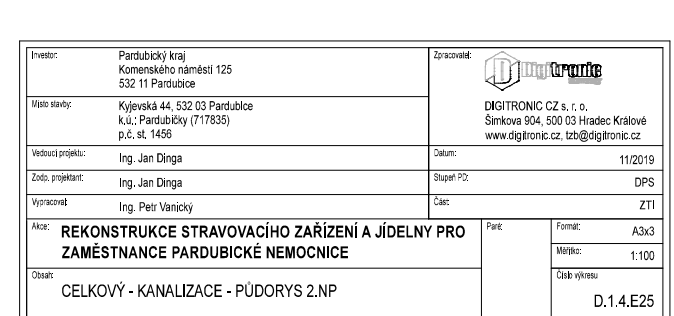 Investor: Pardubický kraj
Komenského náměstí 125
532 11 Pardubice
Zpracovatel: Digitronic
DIGITRONIC CZ s. r. o.
Šimkova 904, 500 03 Hradec Králové
www.digitronic.cz, tzb@digitronic.cz
Místo stavby: Kyjevská 44, 532 03 Pardubice
k.ú.: Pardubičky (717835)
p.č. st. 1456
Vedoucí projektu: Ing. Jan Dinga
Datum: 11/2019
Zodp. projektant: Ing. Jan Dinga
Stupeň PD: DPS
Vypracoval: Ing. Petr Vanický
Část: ZTI
Akce: REKONSTRUKCE STRAVOVACÍHO ZAŘÍZENÍ A JÍDELNY PRO
ZAMĚSTNANCE PARDUBICKÉ NEMOCNICE
Paré:
Formát: A3x3
Měřítko: 1:100
Obsah: CELKOVÝ - KANALIZACE - PŮDORYS 2.NP
Číslo výkresu
D.1.4.E25